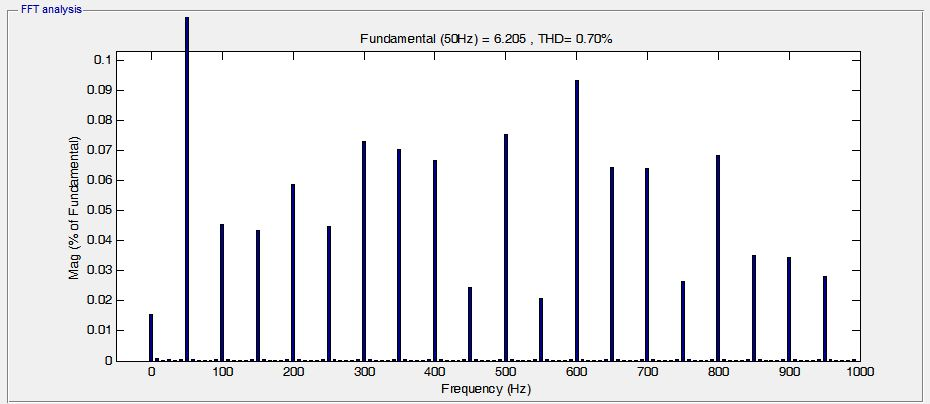 FFT analysis
Fundamental (50Hz) = 6.205 , THD= 0.70%
0.1
0.09
0.08
0.07
0.06
0.05
0.04
0.03
0.02
0.01
0
Mag (% of Fundamental)
0 100 200 300 400 500 600 700 800 900 1000
Frequency (Hz)